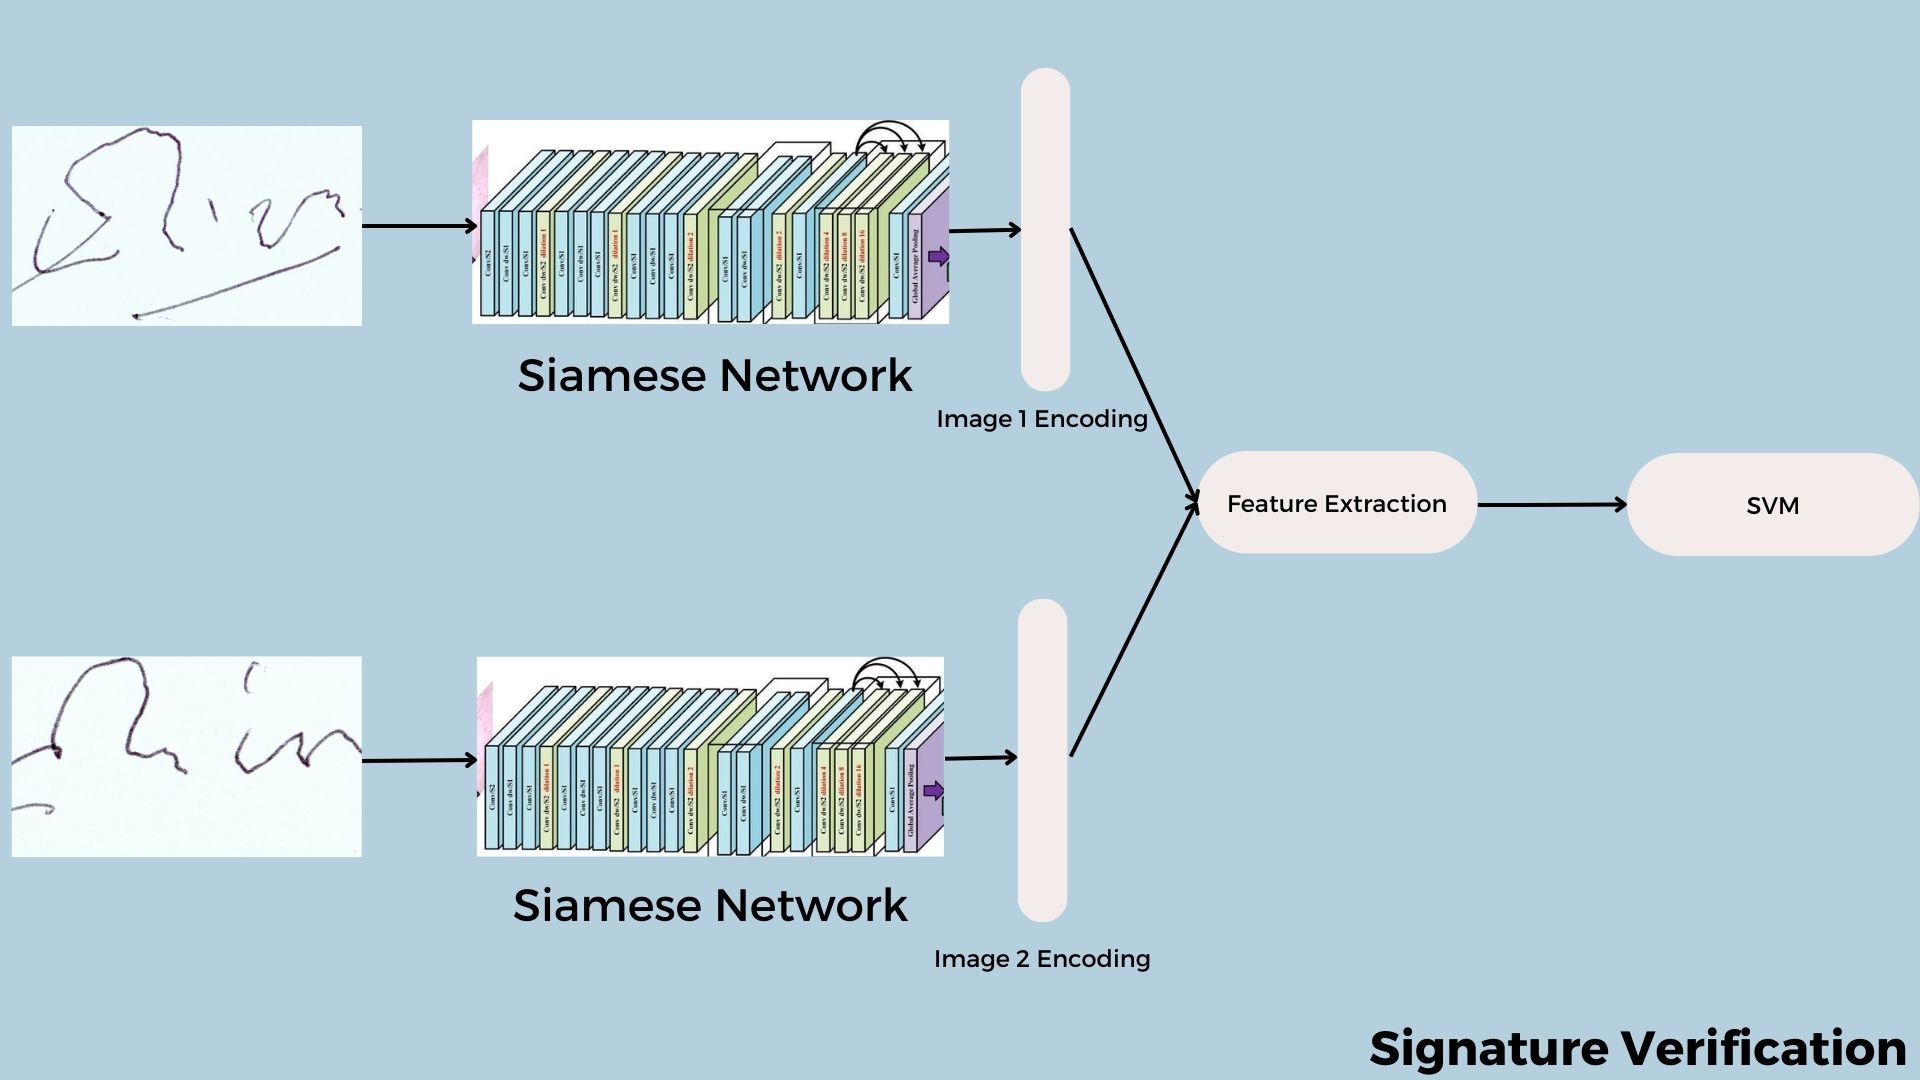 Conv/S2
Conv dw/S1
Conv/S1
Conv dw/S2 dilation 1
Conv/S1
Conv dw/S1
Conv/S1
Conv dw/S2 dilation 1
Conv/S1
Conv dw/S1
Conv/S1
Conv dw/S2 dilation 2
Conv/S1
Conv dw/S1
Conv dw/S2 dilation 2
Conv/S1
Conv dw/S2 dilation 4
Conv dw/S2 dilation 8
Conv dw/S2 dilation 16
Conv/S1
Global Average Pooling
Siamese Network
Image 1 Encoding
Feature Extraction
SVM
Conv/S2
Conv dw/S1
Conv/S1
Conv dw/S2 dilation 1
Conv/S1
Conv dw/S1
Conv/S1
Conv dw/S2 dilation 1
Conv/S1
Conv dw/S1
Conv/S1
Conv dw/S2 dilation 2
Conv/S1
Conv dw/S1
Conv dw/S2 dilation 2
Conv/S1
Conv dw/S2 dilation 4
Conv dw/S2 dilation 8
Conv dw/S2 dilation 16
Conv/S1
Global Average Pooling
Siamese Network
Image 2 Encoding
Signature Verification